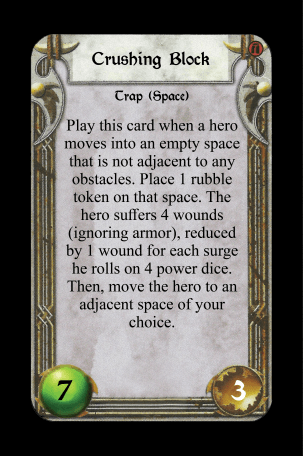 Crushing Block
Trap (Space)
Play this card when a hero
moves into an empty space
that is not adjacent to any
obstacles. Place 1 rubble
token on that space. The
hero suffers 4 wounds
(ignoring armor), reduced
by 1 wound for each surge
he rolls on 4 power dice.
Then, move the hero to an
adjacent space of your
choice.
7
3